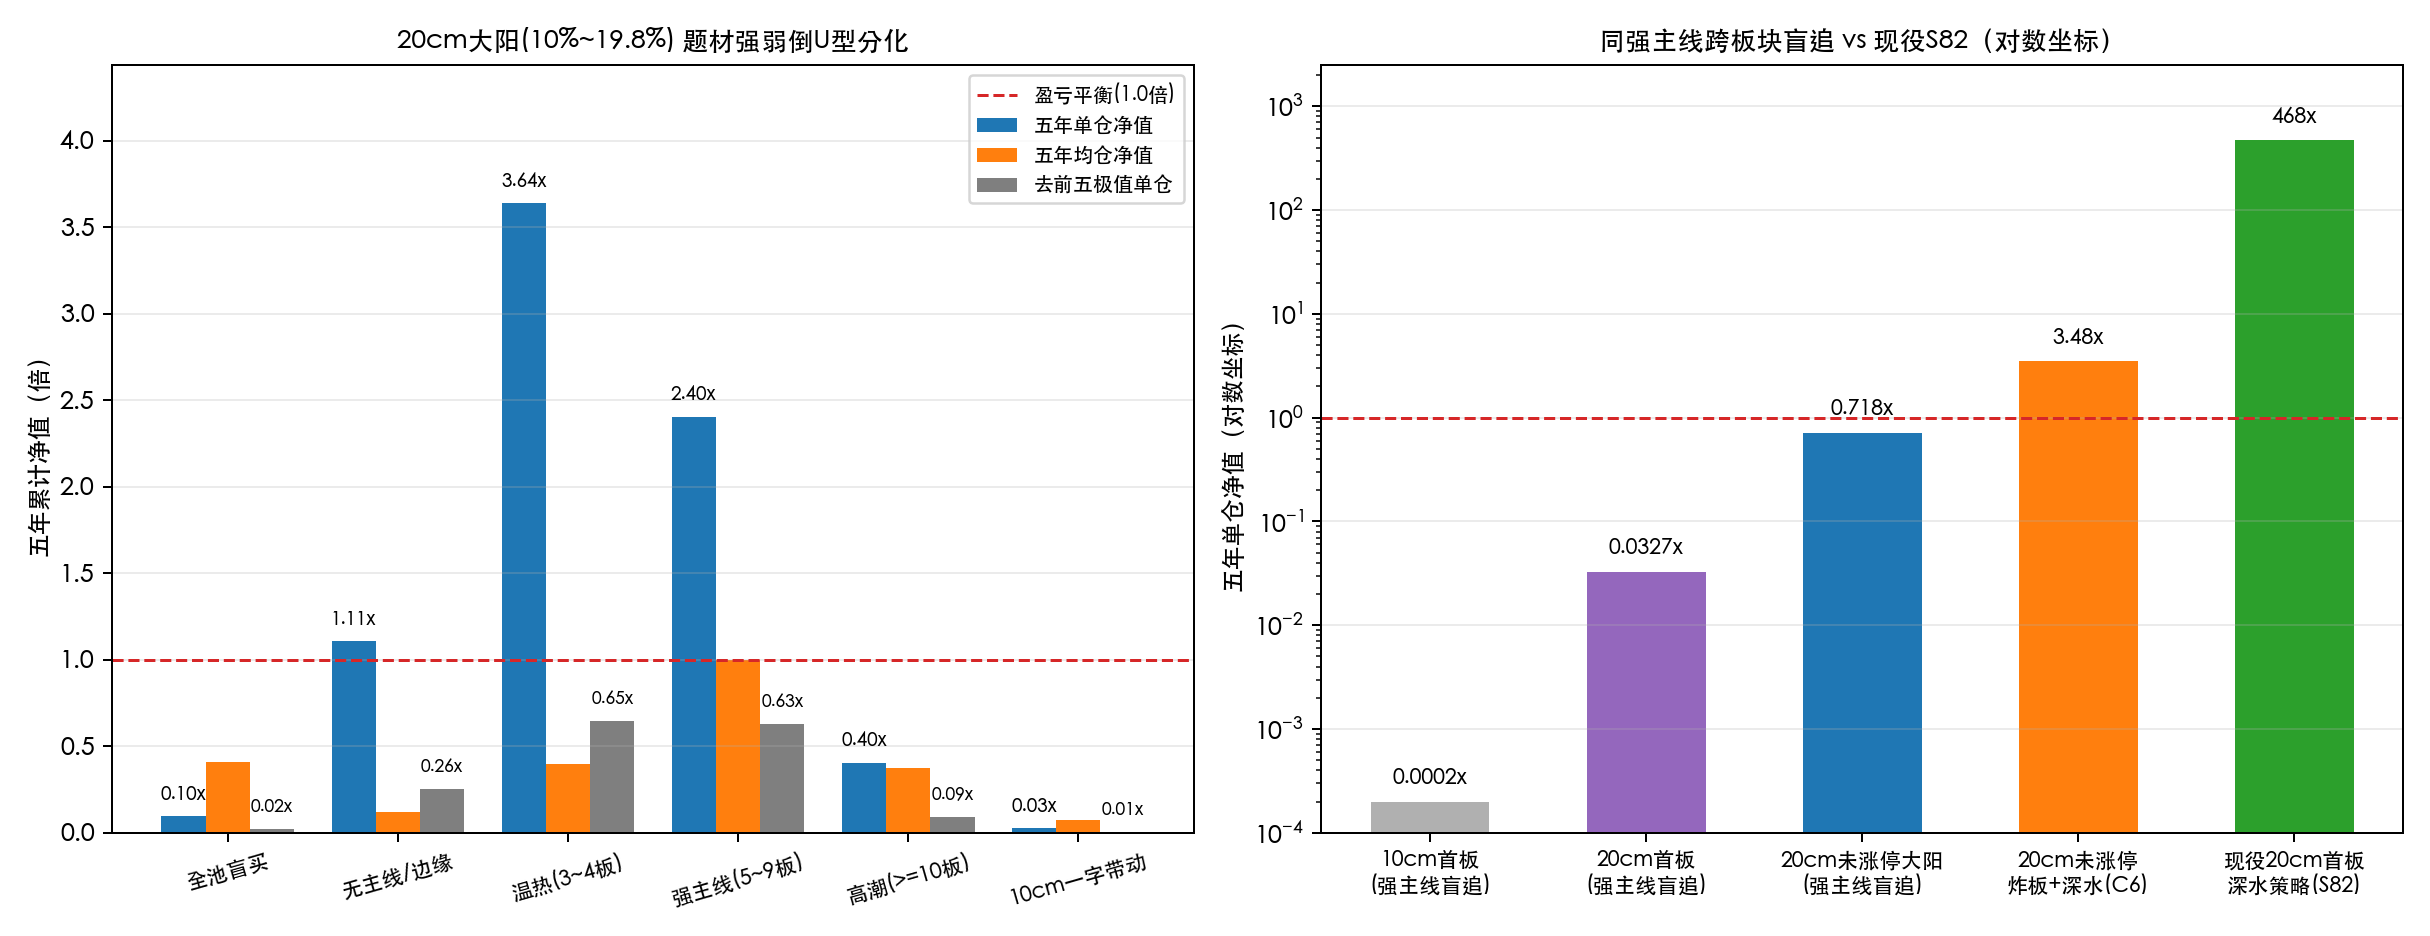 20cm大阳(10%~19.8%) 题材强弱倒U型分化
五年累计净值（倍）
4.0
3.5
3.0
2.5
2.0
1.5
1.0
0.5
0.0
盈亏平衡(1.0倍)
五年单仓净值
五年均仓净值
去前五极值单仓
0.10x
0.02x
1.11x
0.26x
3.64x
0.65x
2.40x
0.63x
0.40x
0.09x
0.03x
0.01x
全池盲买
无主线/边缘
温热(3~4板)
强主线(5~9板)
高潮(>=10板)
10cm一字带动
同强主线跨板块盲追 vs 现役S82（对数坐标）
五年单仓净值（对数坐标）
10³
10²
10¹
10⁰
10⁻¹
10⁻²
10⁻³
10⁻⁴
0.0002x
0.0327x
0.718x
3.48x
468x
10cm首板
(强主线盲追)
20cm首板
(强主线盲追)
20cm未涨停大阳
(强主线盲追)
20cm未涨停
炸板+深水(C6)
现役20cm首板
深水策略(S82)